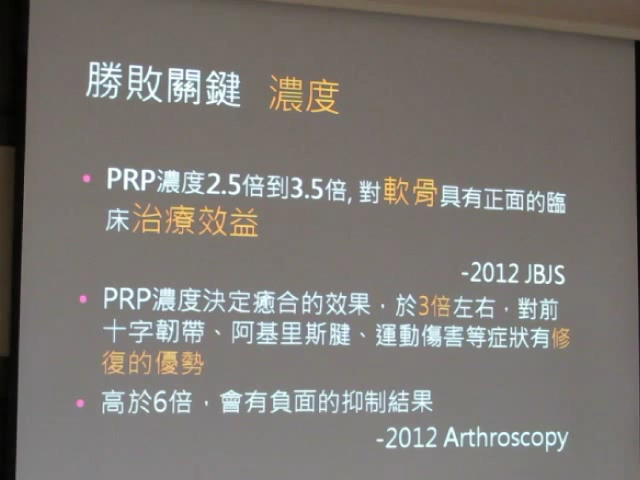 勝敗關鍵 濃度
• PRP濃度2.5倍到3.5倍, 對軟骨具有正面的臨
床治療效益
-2012 JBJS
• PRP濃度決定癒合的效果，於3倍左右，對前
十字韌帶、阿基里斯腱、運動傷害等症狀有修
復的優勢
• 高於6倍，會有負面的抑制結果
-2012 Arthroscopy